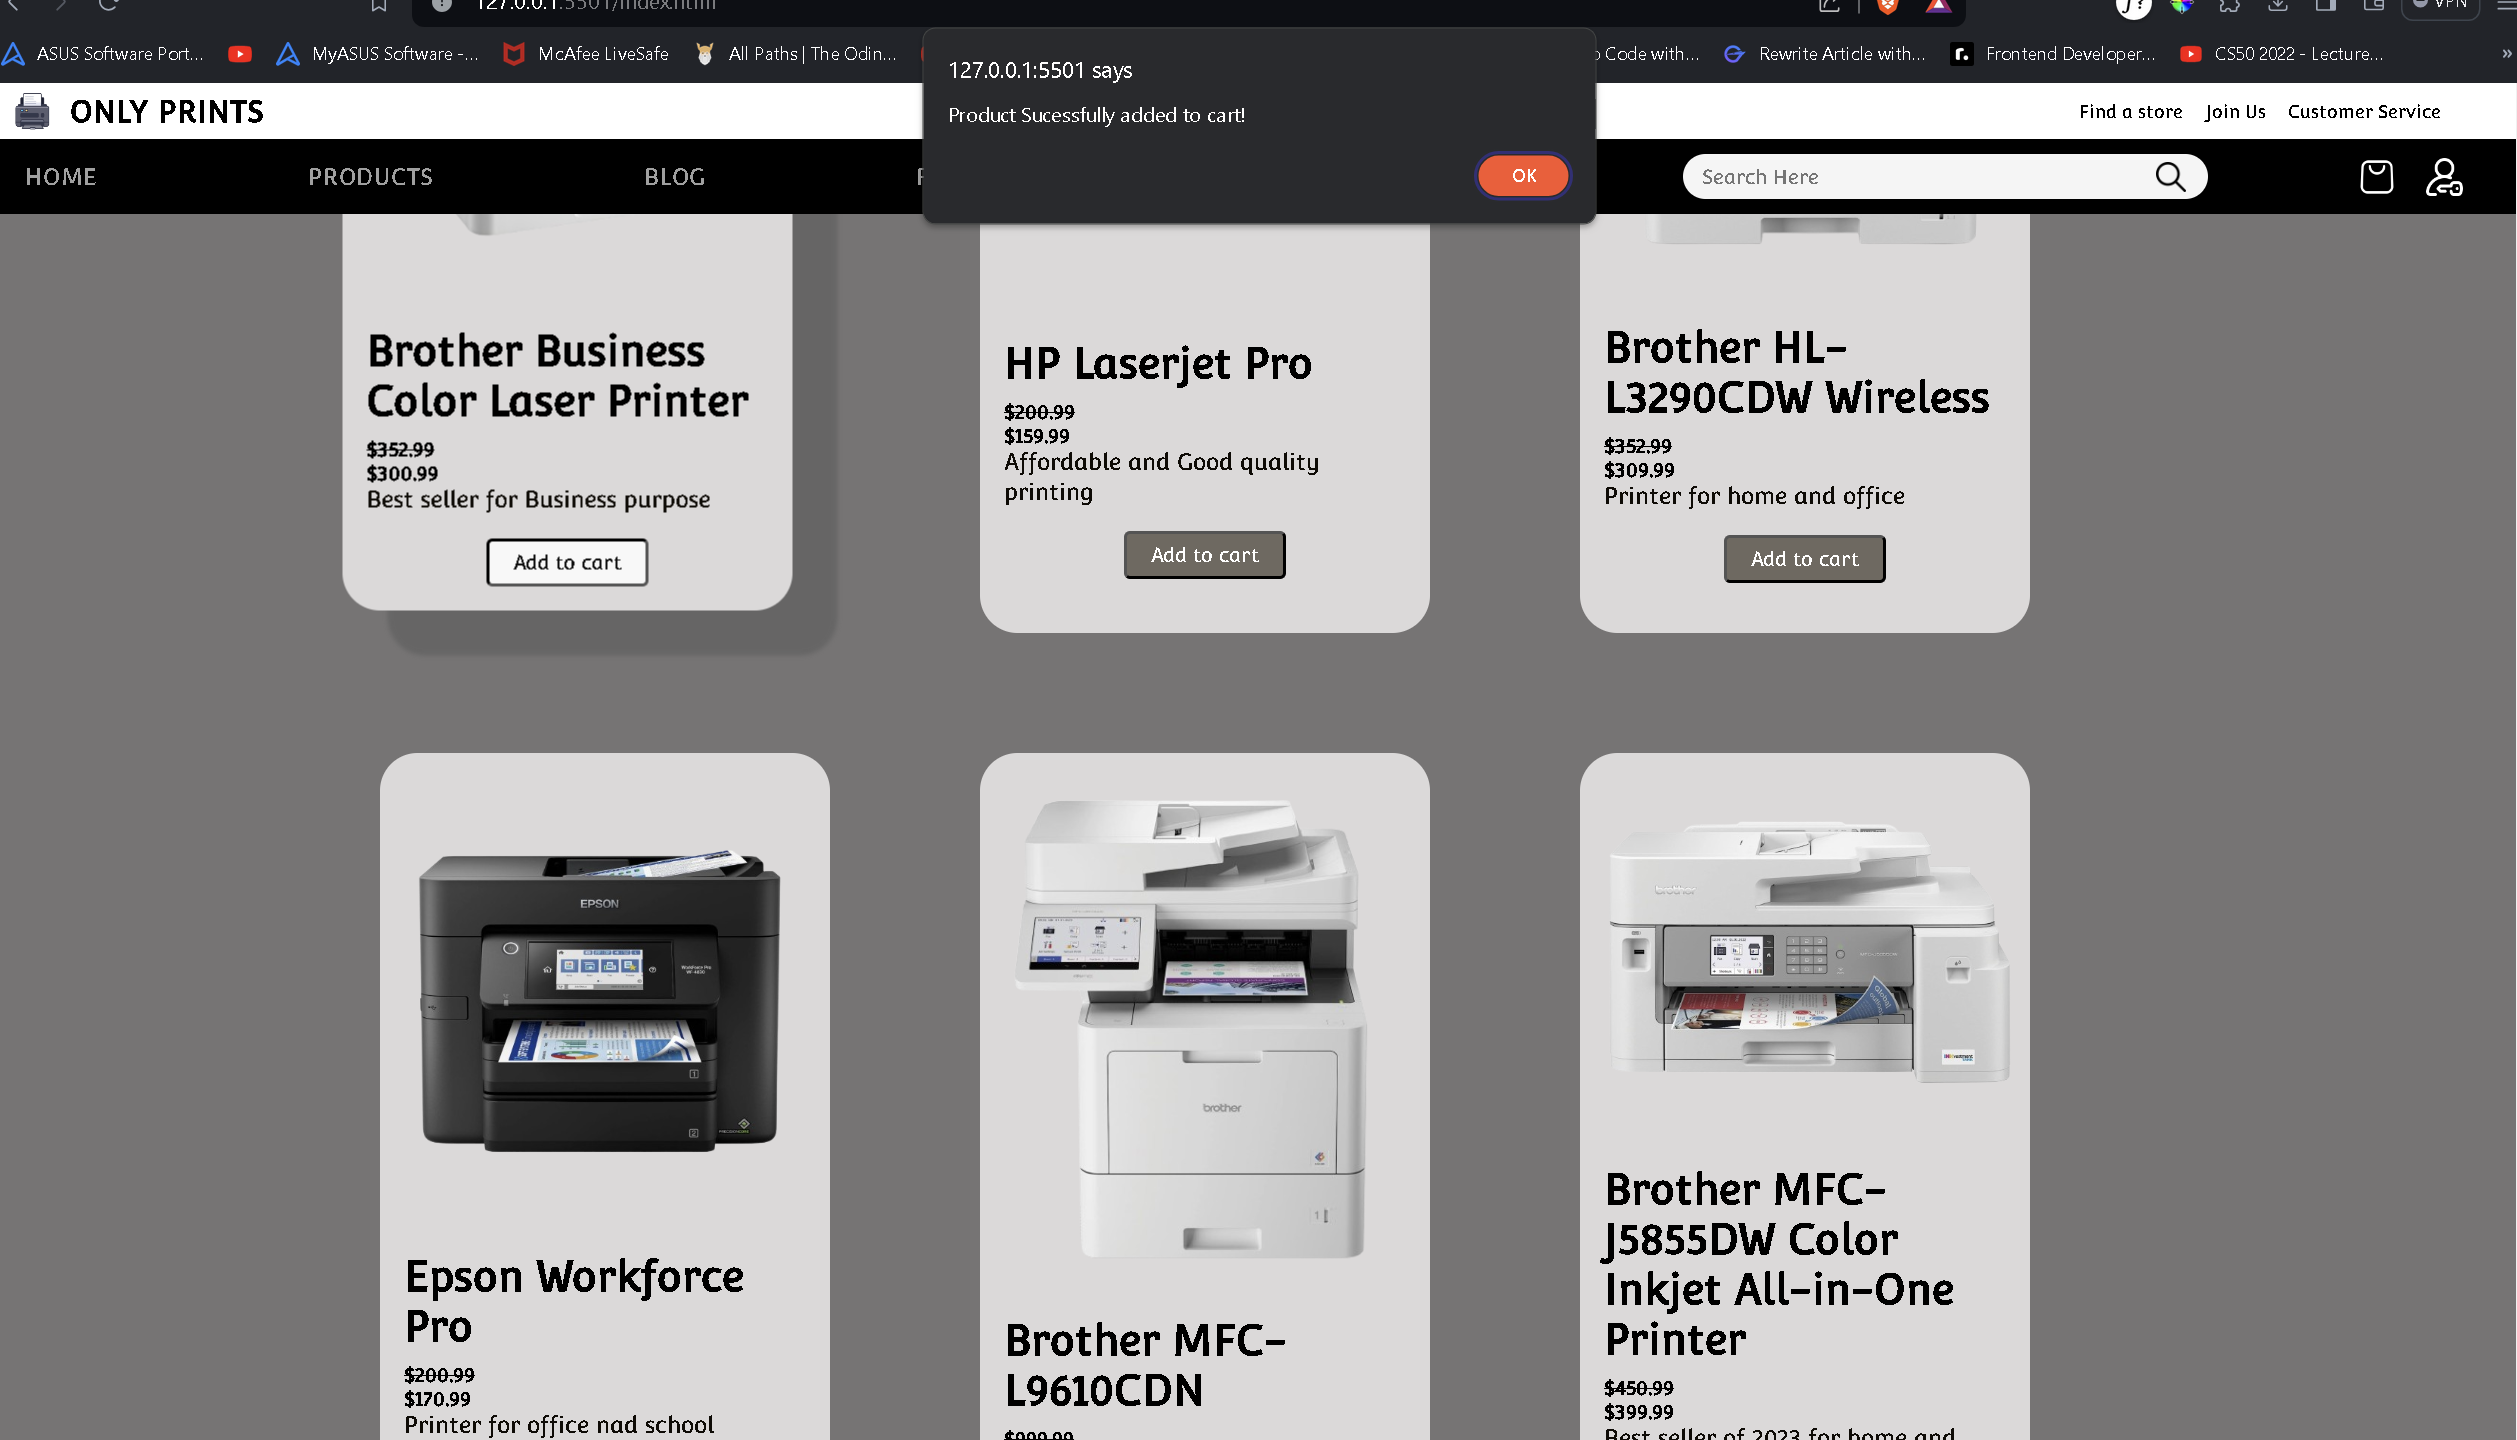 127.0.0.1:5501/index.html
VPN
ASUS Software Port...
MyASUS Software -...
McAfee LiveSafe
All Paths | The Odin...
Code with...
Rewrite Article with...
Frontend Developer...
CS50 2022 - Lecture...
»
127.0.0.1:5501 says
Product Sucessfully added to cart!
OK
ONLY PRINTS
Find a store
Join Us
Customer Service
HOME
PRODUCTS
BLOG
Search Here
Brother Business
Color Laser Printer
$352.99
$300.99
Best seller for Business purpose
Add to cart
HP Laserjet Pro
$200.99
$159.99
Affordable and Good quality
printing
Add to cart
Brother HL-
L3290CDW Wireless
$352.99
$309.99
Printer for home and office
Add to cart
EPSON
Epson Workforce
Pro
$200.99
$170.99
Printer for office nad school
brother
Brother MFC-
L9610CDN
$999.99
brother
Brother MFC-
J5855DW Color
Inkjet All-in-One
Printer
$450.99
$399.99
Best seller of 2023 for home and